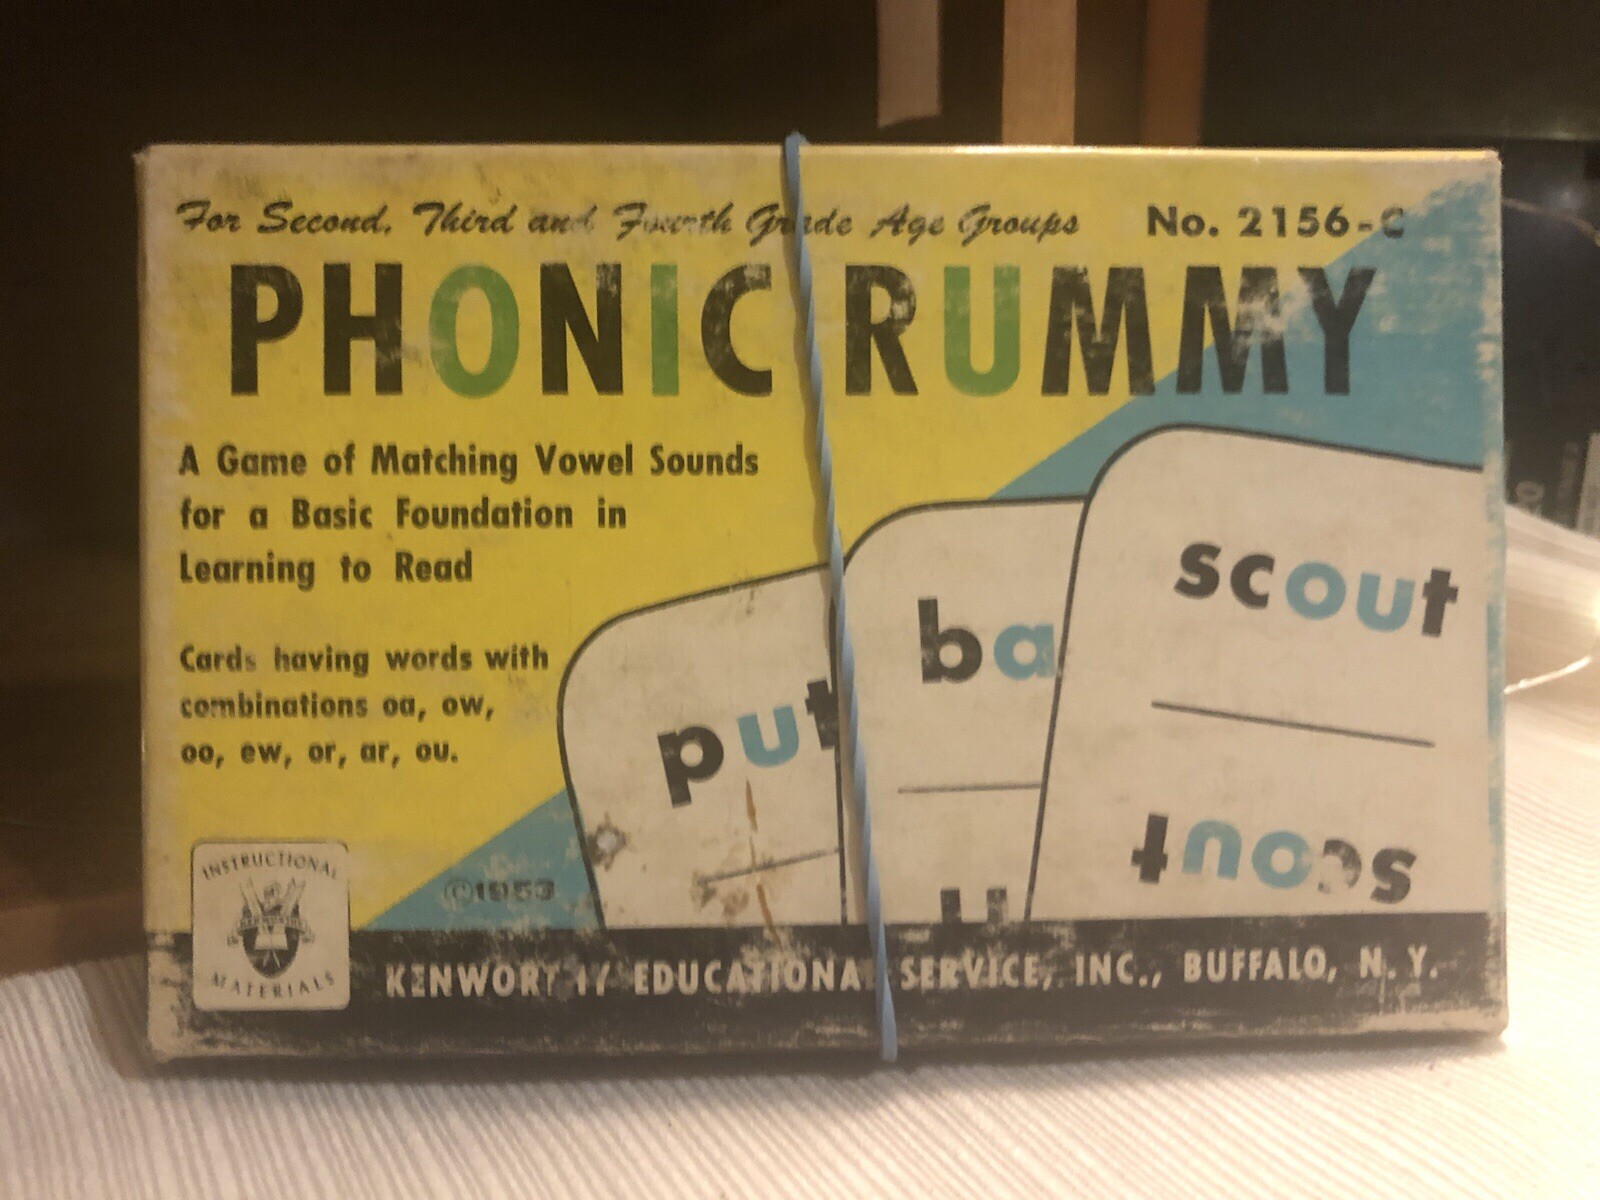 For Second, Third and Fourth Grade Age Groups No. 2156-C
PHONIC RUMMY
A Game of Matching Vowel Sounds
for a Basic Foundation in
Learning to Read
Cards having words with
combinations oa, ow,
oo, ew, or, ar, ou.
put
ba
scout
scout
INSTRUCTIONAL
MATERIALS
©1953
KENWORTHY EDUCATIONAL SERVICE, INC., BUFFALO, N. Y.